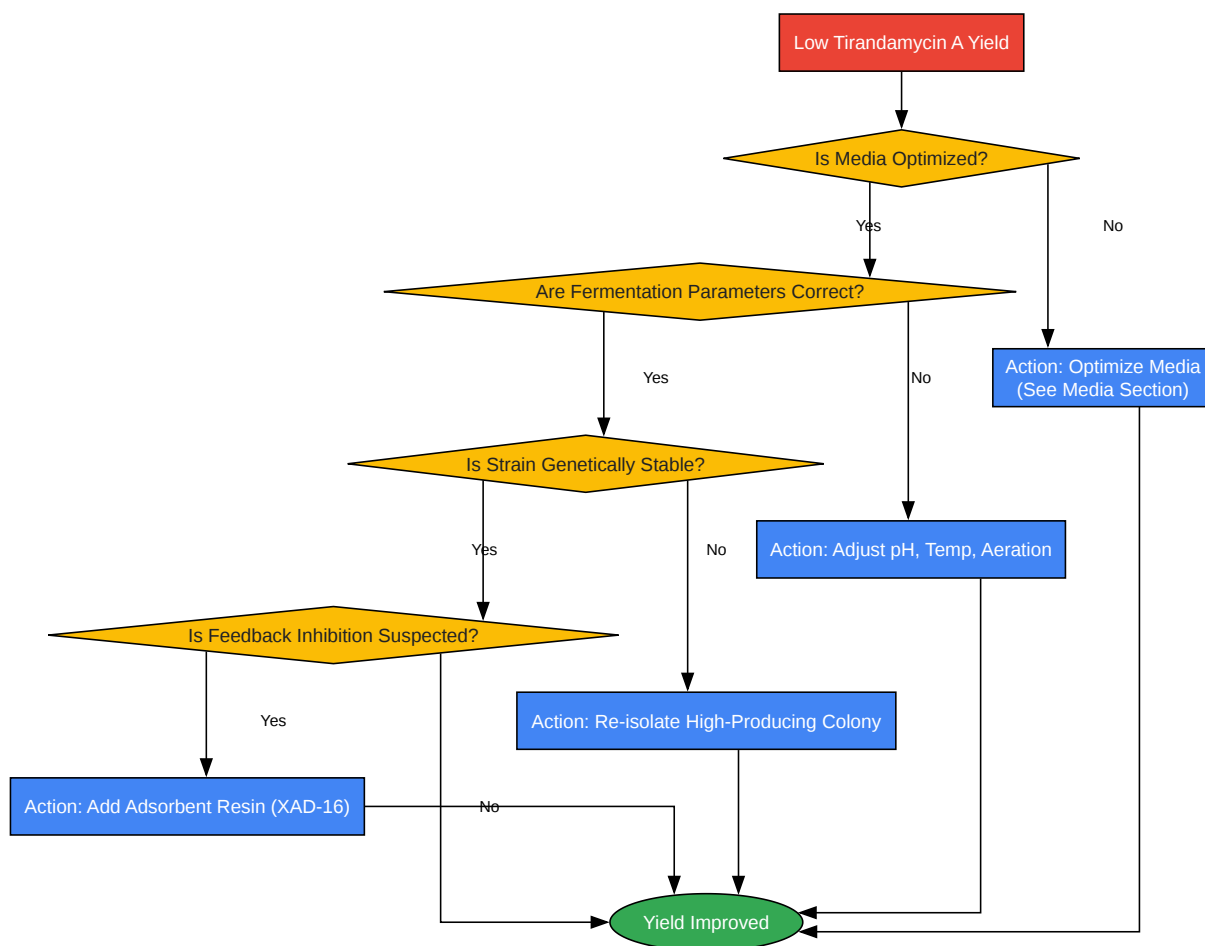 Low Tirandamycin A Yield
Is Media Optimized?
Yes
No
Are Fermentation Parameters Correct?
Yes
No
Action: Optimize Media
(See Media Section)
Is Strain Genetically Stable?
Yes
No
Action: Adjust pH, Temp, Aeration
Is Feedback Inhibition Suspected?
Yes
Action: Re-isolate High-Producing Colony
Action: Add Adsorbent Resin (XAD-16)
No
Yield Improved